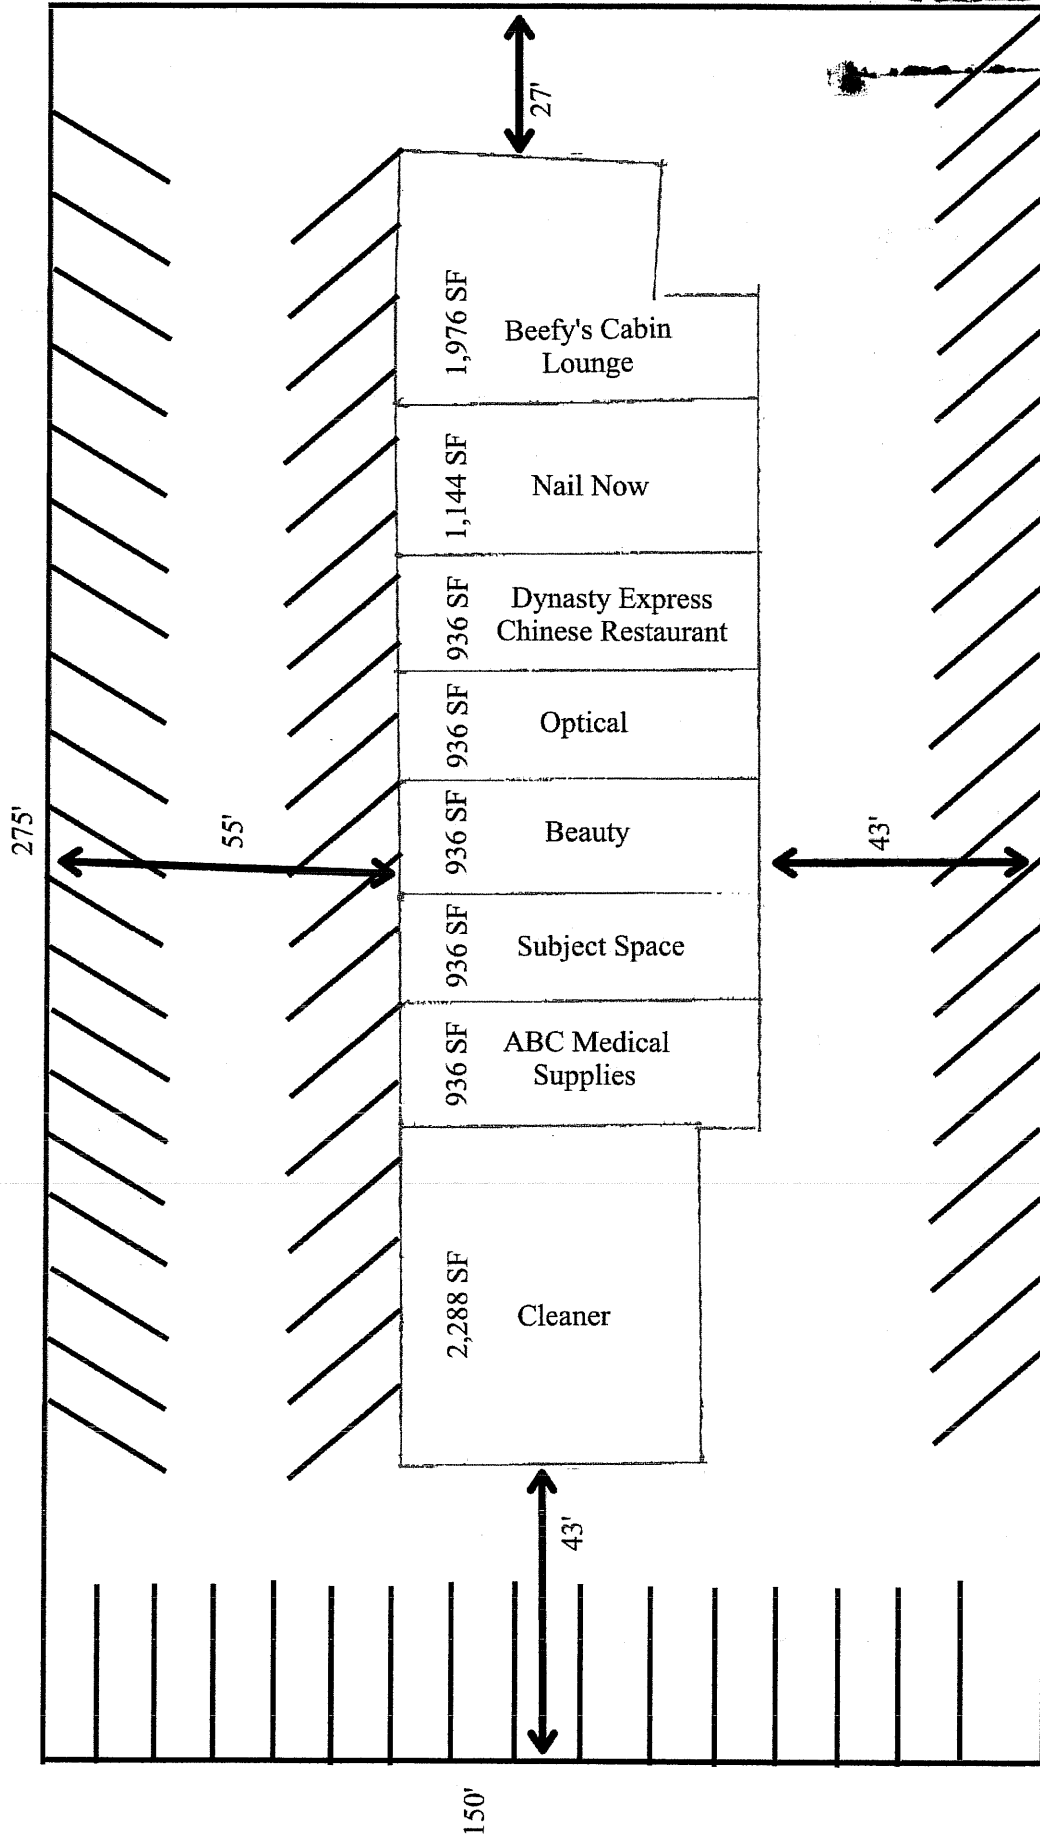 27'
1,976 SF
Beefy's Cabin
Lounge
1,144 SF
Nail Now
936 SF
Dynasty Express
Chinese Restaurant
936 SF
Optical
275'
55'
936 SF
Beauty
43'
936 SF
Subject Space
936 SF
ABC Medical
Supplies
2,288 SF
Cleaner
43'
150'